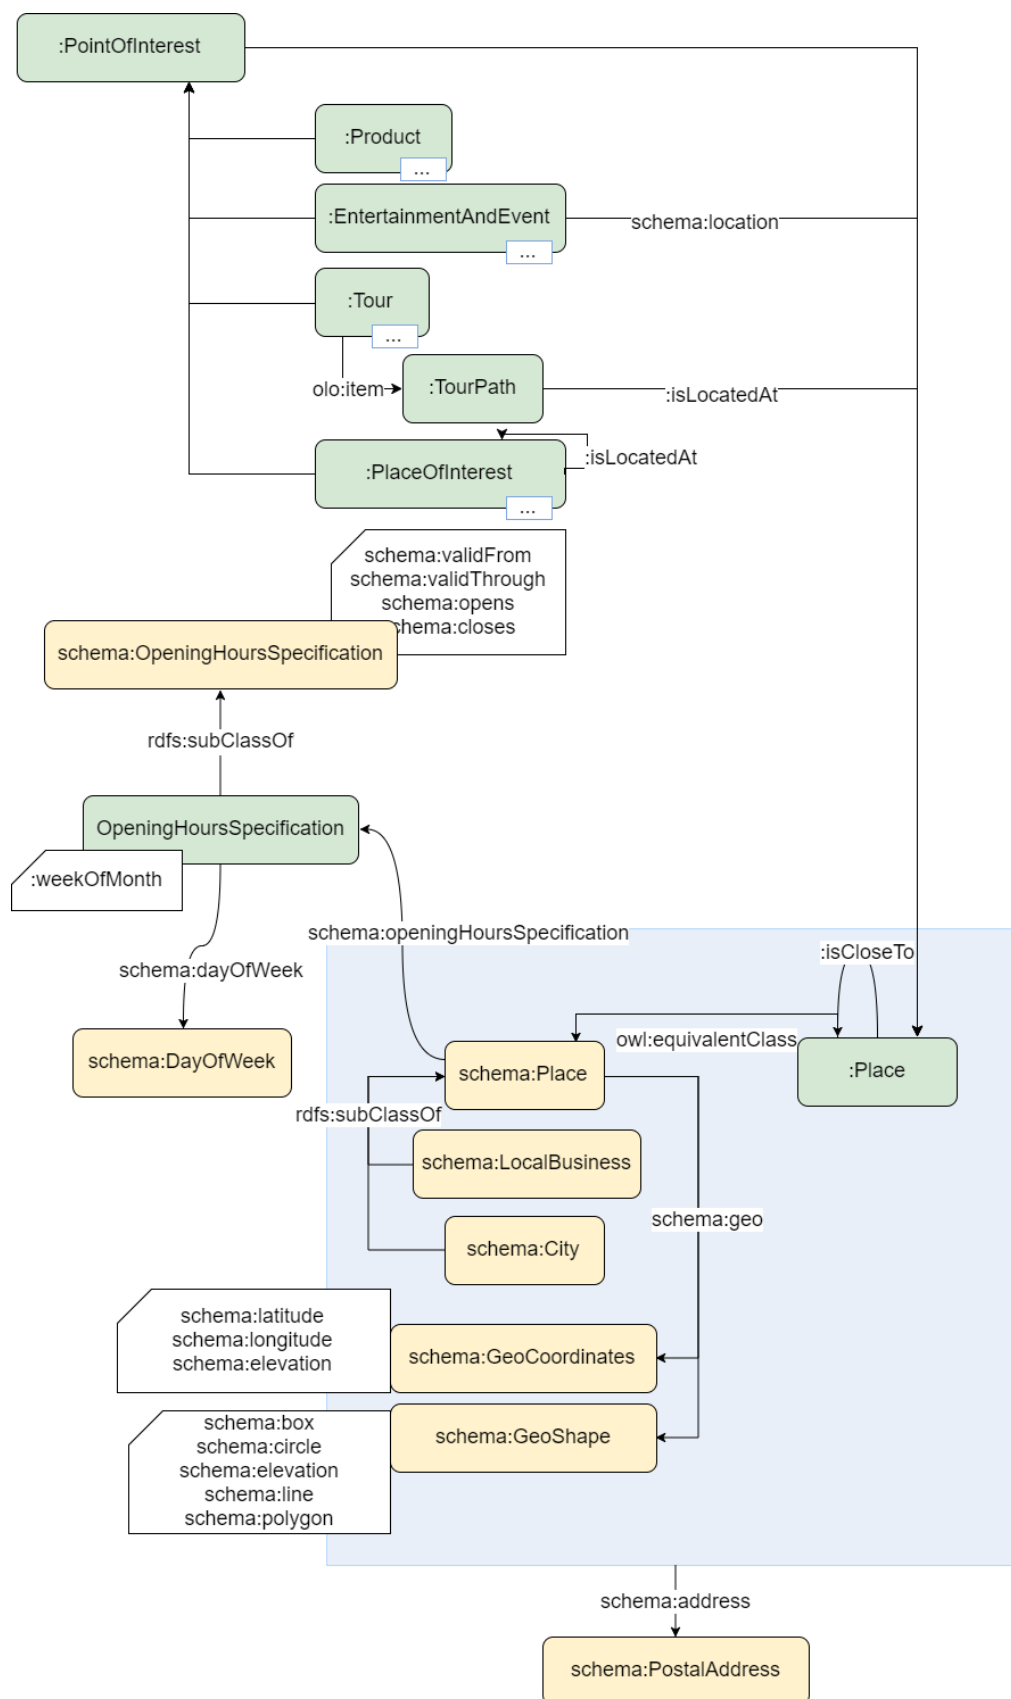 :PointOfInterest
:Product
...
:EntertainmentAndEvent
...
schema:location
:Tour
...
olo:item
:TourPath
:isLocatedAt
:PlaceOfInterest
...
:isLocatedAt
schema:validFrom
schema:validThrough
schema:opens
chema:closes
schema:OpeningHoursSpecification
rdfs:subClassOf
OpeningHoursSpecification
:weekOfMonth
schema:openingHoursSpecification
schema:dayOfWeek
:isCloseTo
schema:DayOfWeek
owl:equivalentClass
schema:Place
:Place
rdfs:subClassOf
schema:LocalBusiness
schema:geo
schema:City
schema:latitude
schema:longitude
schema:elevation
schema:GeoCoordinates
schema:box
schema:circle
schema:elevation
schema:line
schema:polygon
schema:GeoShape
schema:address
schema:PostalAddress